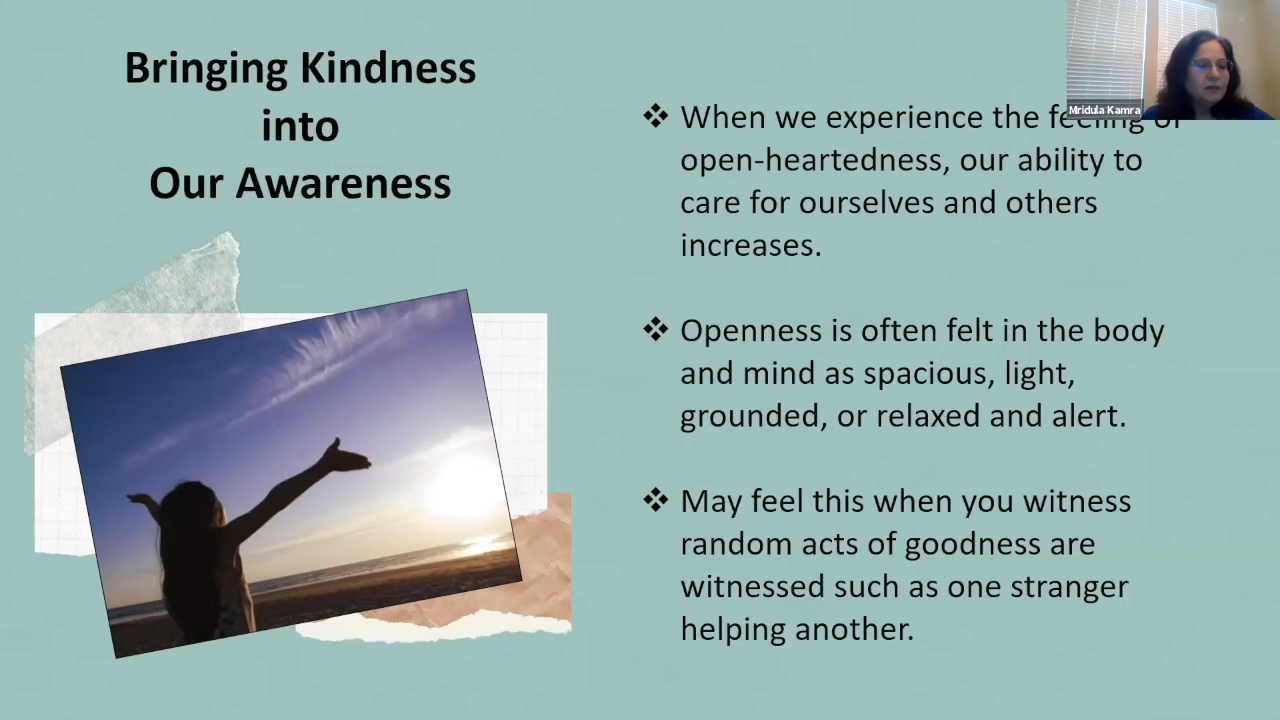 Bringing Kindness
into
Our Awareness
Mridula Kamra
❖ When we experience the feeling of
open-heartedness, our ability to
care for ourselves and others
increases.
❖ Openness is often felt in the body
and mind as spacious, light,
grounded, or relaxed and alert.
❖ May feel this when you witness
random acts of goodness are
witnessed such as one stranger
helping another.